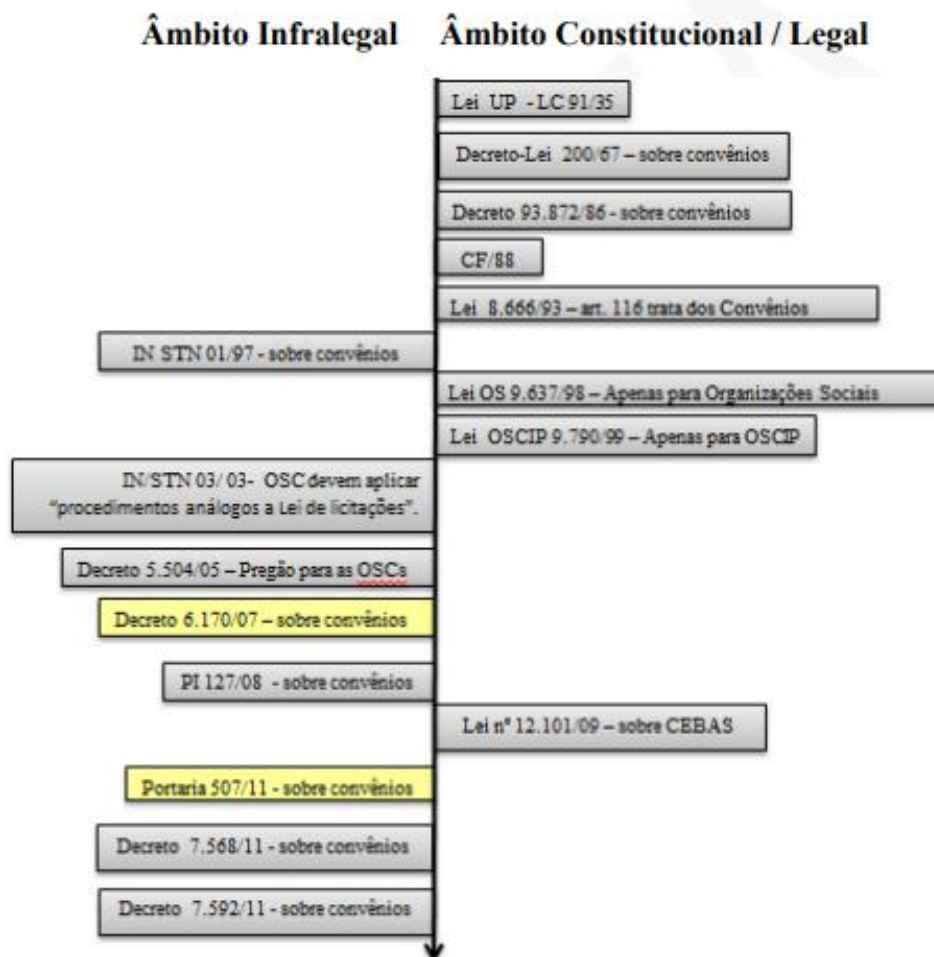 Âmbito Infralegal Âmbito Constitucional / Legal
Lei UP - LC 91/35
Decreto-Lei 200/67 – sobre convênios
Decreto 93.872/86 - sobre convênios
CF/88
Lei 8.666/93 – art. 116 trata dos Convênios
IN STN 01/97 - sobre convênios
Lei OS 9.637/98 – Apenas para Organizações Sociais
Lei OSCIP 9.790/99 – Apenas para OSCIP
IN/STN 03/ 03- OSC devem aplicar
“procedimentos análogos a Lei de licitações”.
Decreto 5.504/05 – Pregão para as OSCs
Decreto 6.170/07 – sobre convênios
PI 127/08 - sobre convênios
Lei nº 12.101/09 – sobre CEBAS
Portaria 507/11 - sobre convênios
Decreto 7.568/11 - sobre convênios
Decreto 7.592/11 - sobre convênios